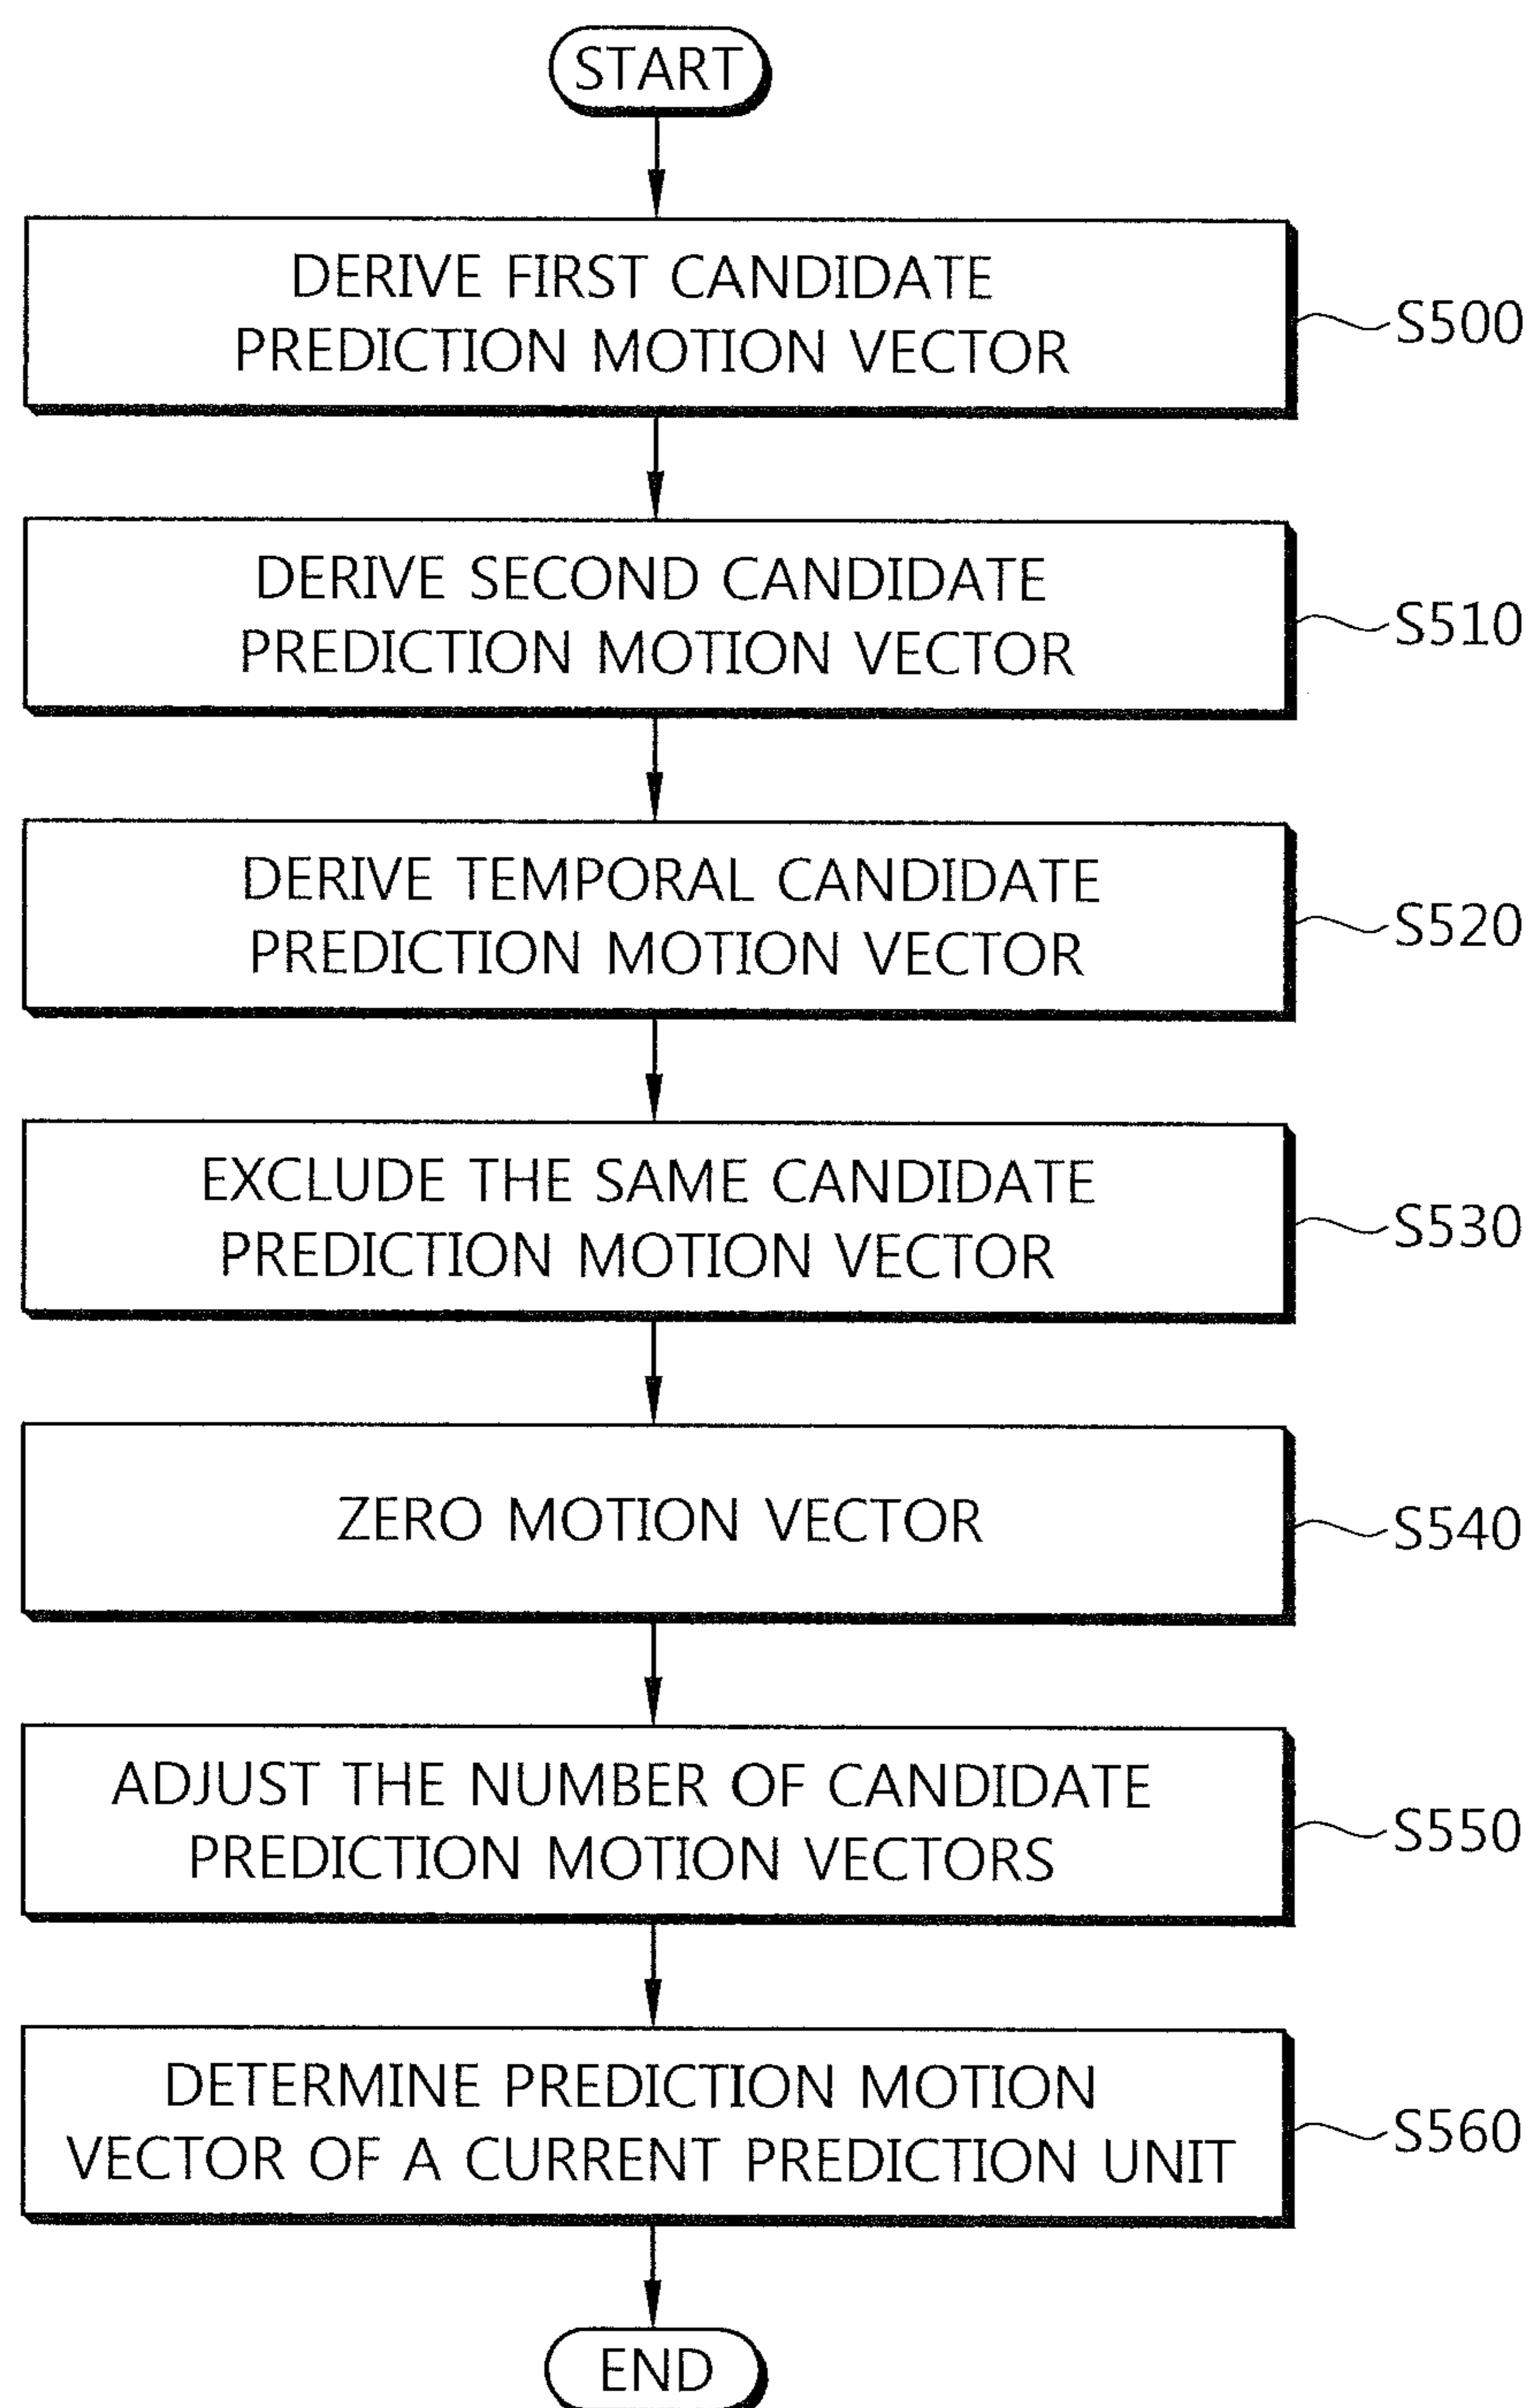 START
DERIVE FIRST CANDIDATE
PREDICTION MOTION VECTOR
S500
DERIVE SECOND CANDIDATE
PREDICTION MOTION VECTOR
S510
DERIVE TEMPORAL CANDIDATE
PREDICTION MOTION VECTOR
S520
EXCLUDE THE SAME CANDIDATE
PREDICTION MOTION VECTOR
S530
ZERO MOTION VECTOR
S540
ADJUST THE NUMBER OF CANDIDATE
PREDICTION MOTION VECTORS
S550
DETERMINE PREDICTION MOTION
VECTOR OF A CURRENT PREDICTION UNIT
S560
END